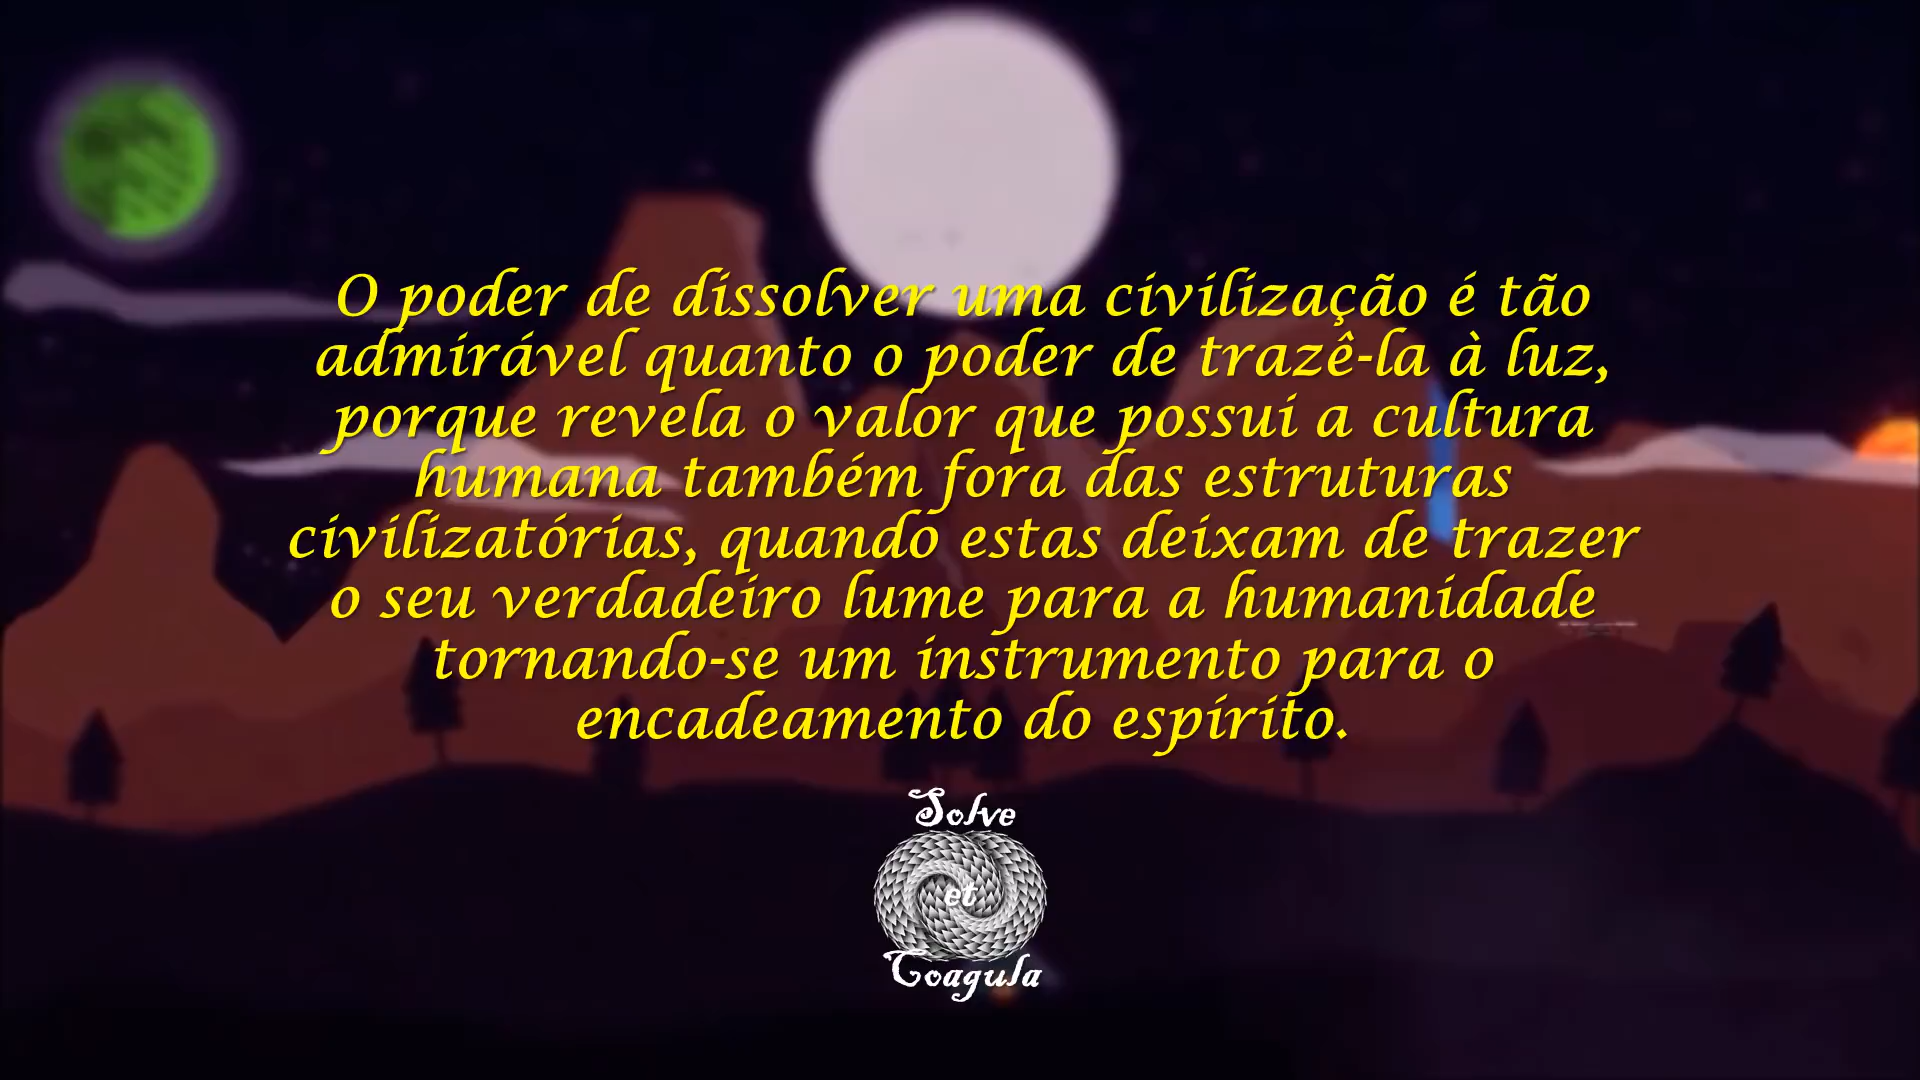 O poder de dissolver uma civilização é tão
admirável quanto o poder de trazê-la à luz,
porque revela o valor que possui a cultura
humana também fora das estruturas
civilizatórias, quando estas deixam de trazer
o seu verdadeiro lume para a humanidade
tornando-se um instrumento para o
encadeamento do espírito.
Solve
et
Coagula